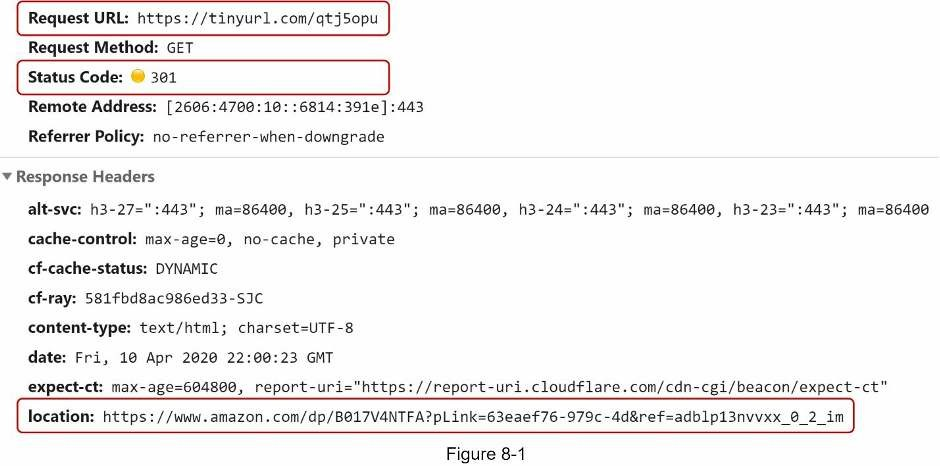 Request URL: https://tinyurl.com/qtj5opu
Request Method: GET
Status Code: 301
Remote Address: [2606:4700:10::6814:391e]:443
Referrer Policy: no-referrer-when-downgrade
Response Headers
alt-svc: h3-27=":443"; ma=86400, h3-25=":443"; ma=86400, h3-24=":443"; ma=86400, h3-23=":443"; ma=86400
cache-control: max-age=0, no-cache, private
cf-cache-status: DYNAMIC
cf-ray: 581fbd8ac986ed33-SJC
content-type: text/html; charset=UTF-8
date: Fri, 10 Apr 2020 22:00:23 GMT
expect-ct: max-age=604800, report-uri="https://report-uri.cloudflare.com/cdn-cgi/beacon/expect-ct"
location: https://www.amazon.com/dp/B017V4NTFA?pLink=63eaef76-979c-4d&ref=adblp13nvvxx_0_2_im
Figure 8-1